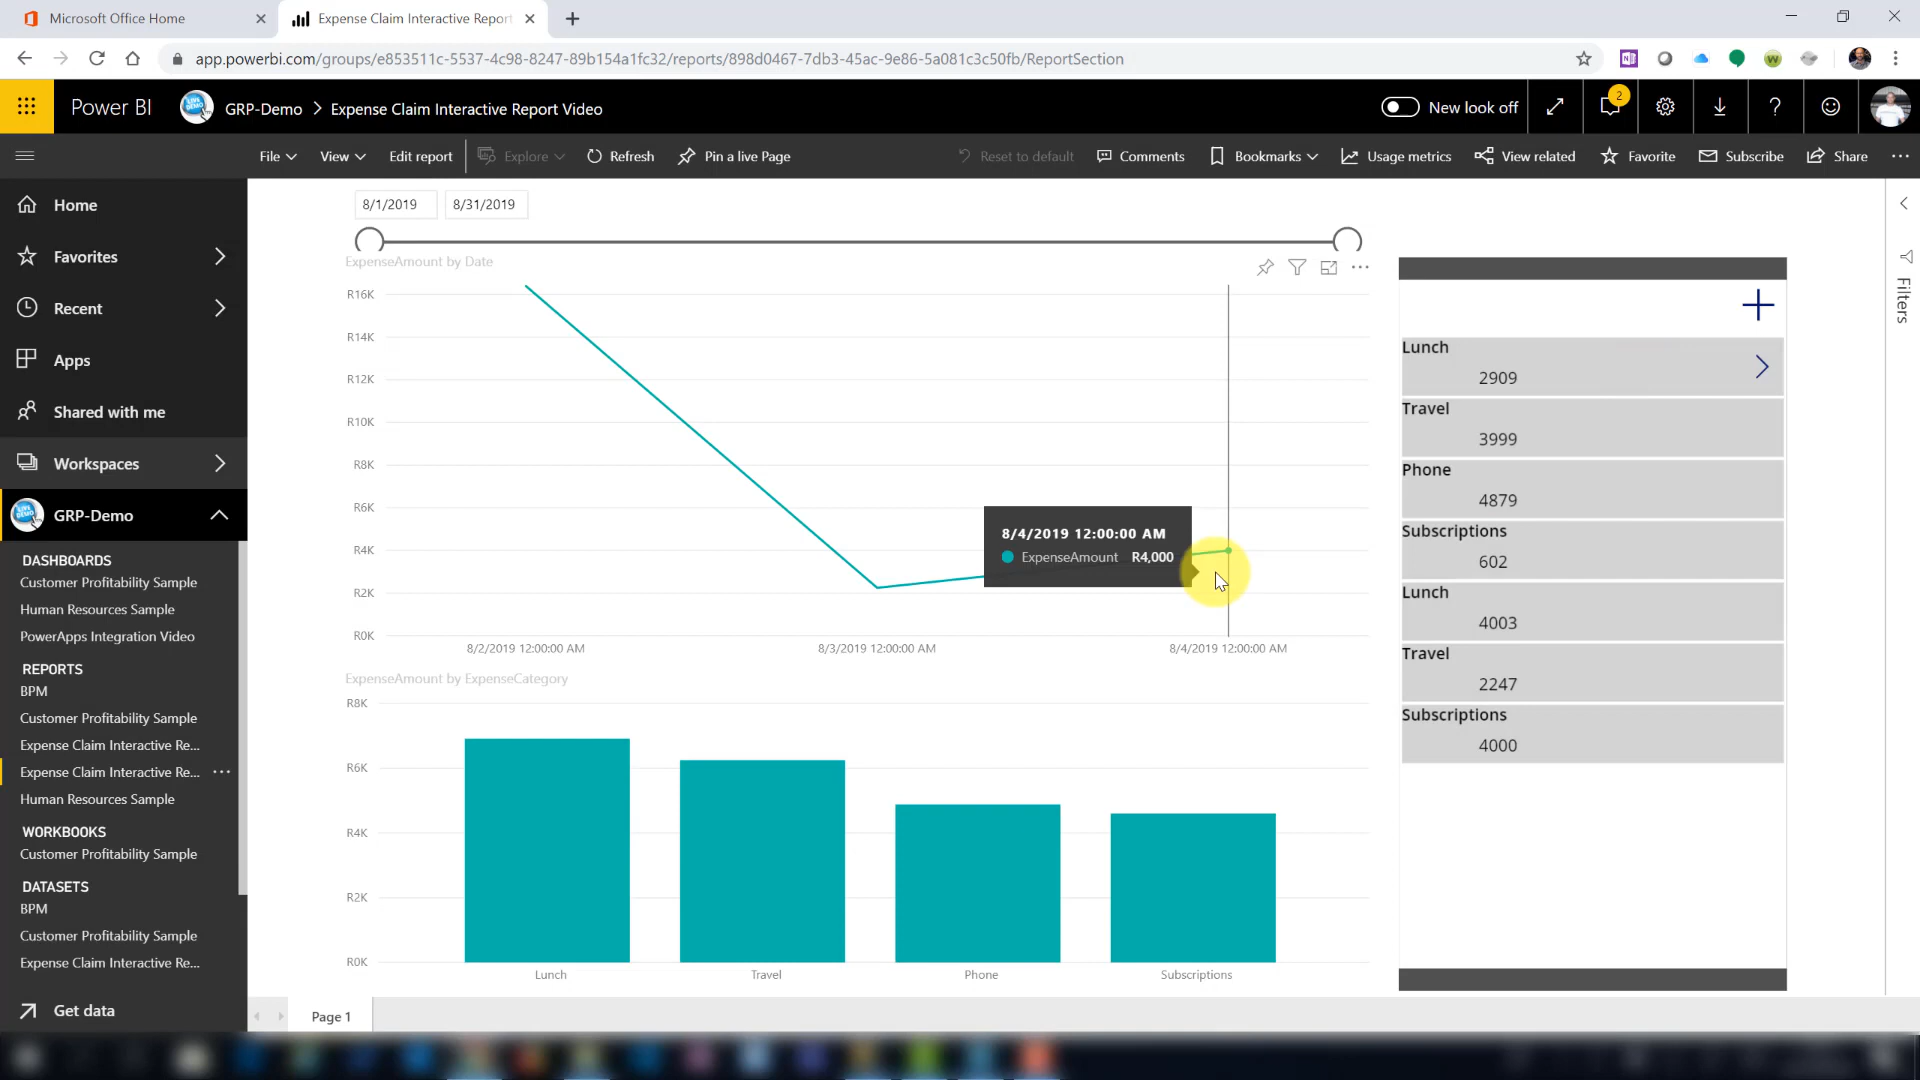 Microsoft Office Home
Expense Claim Interactive Report
app.powerbi.com/groups/e853511c-5537-4c98-8247-89b154a1fc32/reports/898d0467-7db3-45ac-9e86-5a081c3c50fb/ReportSection
Power BI
GRP-Demo > Expense Claim Interactive Report Video
New look off
2
File
View
Edit report
Explore
Refresh
Pin a live Page
Reset to default
Comments
Bookmarks
Usage metrics
View related
Favorite
Subscribe
Share
Home
Favorites
Recent
Apps
Shared with me
Workspaces
GRP-Demo
DASHBOARDS
Customer Profitability Sample
Human Resources Sample
PowerApps Integration Video
REPORTS
BPM
Customer Profitability Sample
Expense Claim Interactive Re...
Expense Claim Interactive Re...
Human Resources Sample
WORKBOOKS
Customer Profitability Sample
DATASETS
BPM
Customer Profitability Sample
Expense Claim Interactive Re...
Get data
8/1/2019
8/31/2019
ExpenseAmount by Date
R16K
R14K
R12K
R10K
R8K
R6K
R4K
R2K
R0K
8/2/2019 12:00:00 AM
8/3/2019 12:00:00 AM
8/4/2019 12:00:00 AM
8/4/2019 12:00:00 AM
ExpenseAmount R4,000
ExpenseAmount by ExpenseCategory
R8K
R6K
R4K
R2K
R0K
Lunch
Travel
Phone
Subscriptions
Lunch
2909
Travel
3999
Phone
4879
Subscriptions
602
Lunch
4003
Travel
2247
Subscriptions
4000
Filters
Page 1